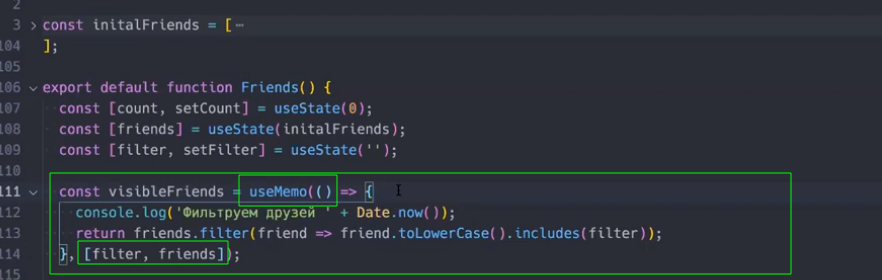 2
3 const initalFriends = [ ⋯
104 ];
105
106 export default function Friends() {
107 const [count, setCount] = useState(0);
108 const [friends] = useState(initalFriends);
109 const [filter, setFilter] = useState('');
110
111 const visibleFriends = useMemo(() => {
112 console.log('Фильтруем друзей ' + Date.now());
113 return friends.filter(friend => friend.toLowerCase().includes(filter));
114 }, [filter, friends]);
115